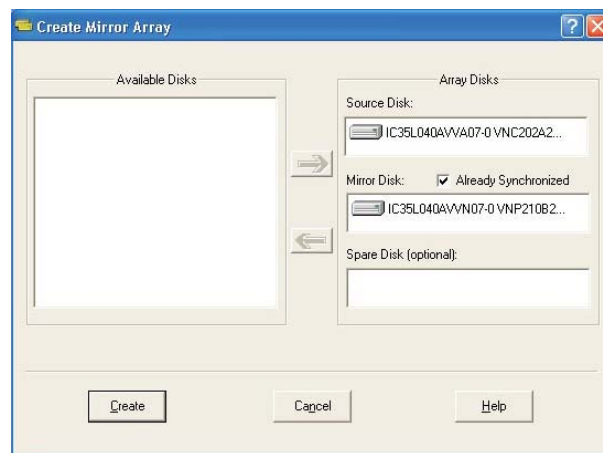 Create Mirror Array
Available Disks
Array Disks
Source Disk:
IC35L040AVVA07-0 VNC202A2...
Mirror Disk:
Already Synchronized
IC35L040AVVN07-0 VNP210B2...
Spare Disk (optional):
Create
Cancel
Help